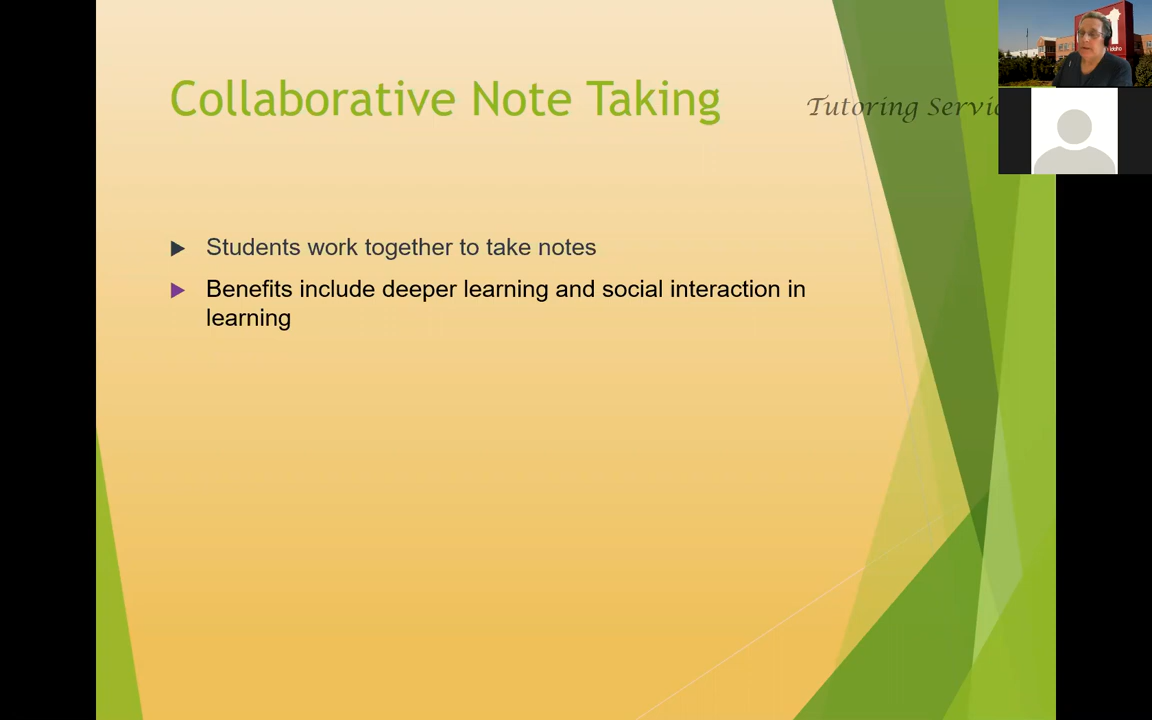 Collaborative Note Taking
Tutoring
Students work together to take notes
Benefits include deeper learning and social interaction in
learning